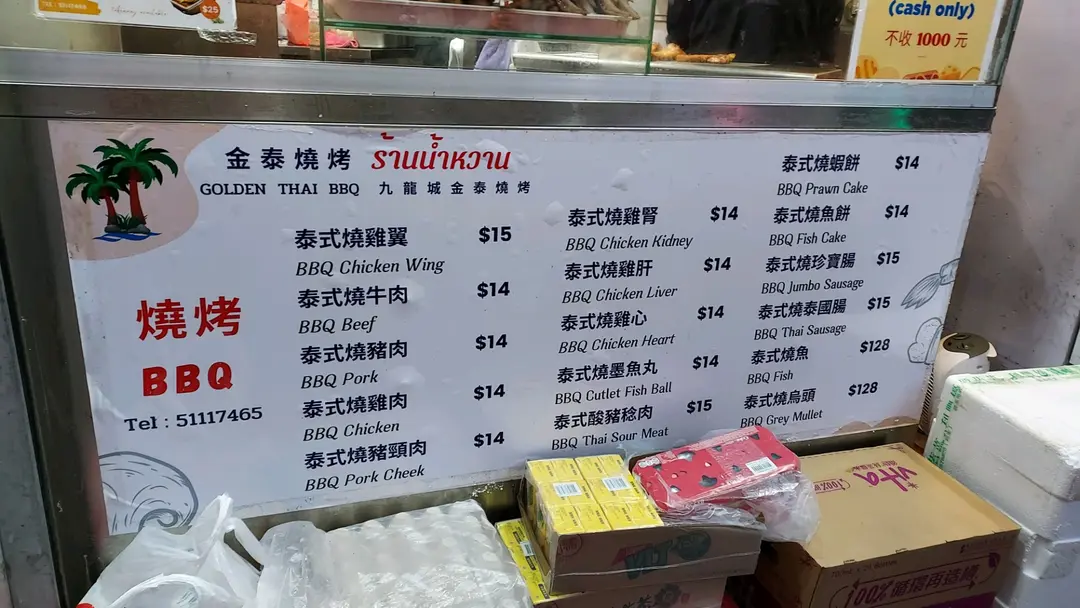 $25
(cash only)
不收 1000 元
金泰燒烤 ร้านน้ำหวาน
GOLDEN THAI BBQ 九龍城金泰燒烤
燒烤
BBQ
Tel : 51117465
泰式燒雞翼 $15
BBQ Chicken Wing
泰式燒牛肉 $14
BBQ Beef
泰式燒豬肉 $14
BBQ Pork
泰式燒雞肉 $14
BBQ Chicken
泰式燒豬頸肉 $14
BBQ Pork Cheek
泰式燒雞腎 $14
BBQ Chicken Kidney
泰式燒雞肝 $14
BBQ Chicken Liver
泰式燒雞心 $14
BBQ Chicken Heart
泰式燒墨魚丸 $14
BBQ Cutlet Fish Ball
泰式酸豬稔肉 $15
BBQ Thai Sour Meat
泰式燒蝦餅 $14
BBQ Prawn Cake
泰式燒魚餅 $14
BBQ Fish Cake
泰式燒珍寶腸 $15
BBQ Jumbo Sausage
泰式燒泰國腸 $15
BBQ Thai Sausage
泰式燒魚 $128
BBQ Fish
泰式燒烏頭 $128
BBQ Grey Mullet
vita
100%循環再造